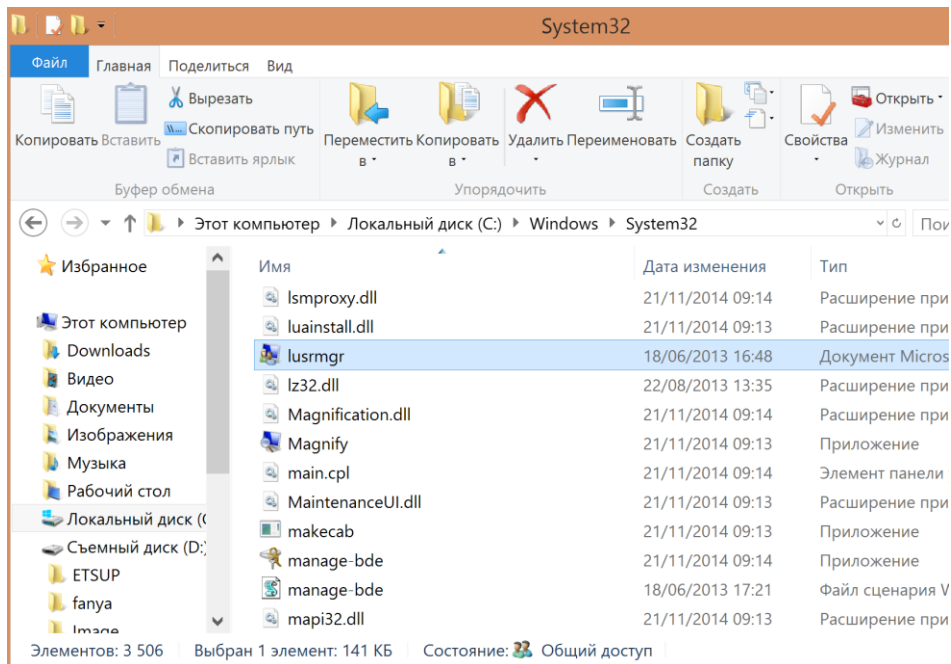 System32
Файл Главная Поделиться Вид
Копировать Вставить
Вырезать
Скопировать путь
Вставить ярлык
Буфер обмена
Переместить в
Копировать в
Удалить
Переименовать
Упорядочить
Создать папку
Создать
Свойства
Открыть
Изменить
Журнал
Открыть
Этот компьютер Локальный диск (C:) Windows System32
Избранное
Этот компьютер
Downloads
Видео
Документы
Изображения
Музыка
Рабочий стол
Локальный диск (
Съемный диск (D:
ETSUP
fanya
Image
Имя Дата изменения Тип
lsmproxy.dll 21/11/2014 09:14 Расширение при
luainstall.dll 21/11/2014 09:13 Расширение при
lusrmgr 18/06/2013 16:48 Документ Micros
lz32.dll 22/08/2013 13:35 Расширение при
Magnification.dll 21/11/2014 09:14 Расширение при
Magnify 21/11/2014 09:13 Приложение
main.cpl 21/11/2014 09:14 Элемент панели
MaintenanceUI.dll 21/11/2014 09:13 Расширение при
makecab 21/11/2014 09:13 Приложение
manage-bde 21/11/2014 09:14 Приложение
manage-bde 18/06/2013 17:21 Файл сценария
mapi32.dll 21/11/2014 09:13 Расширение при
Элементов: 3 506 Выбран 1 элемент: 141 КБ Состояние: Общий доступ